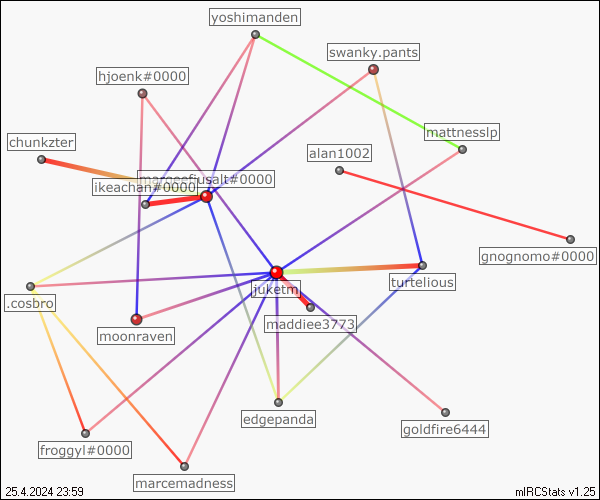 yoshimanden
swanky.pants
hjoenk#0000
mattnesslp
chunkzter
alan1002
margeefjusalt#0000
ikeachan#0000
gnognomo#0000
turtelious
juketm
.cosbro
maddiee3773
moonraven
edgepanda
goldfire6444
froggyl#0000
marcemadness
25.4.2024 23:59
mIRCStats v1.25